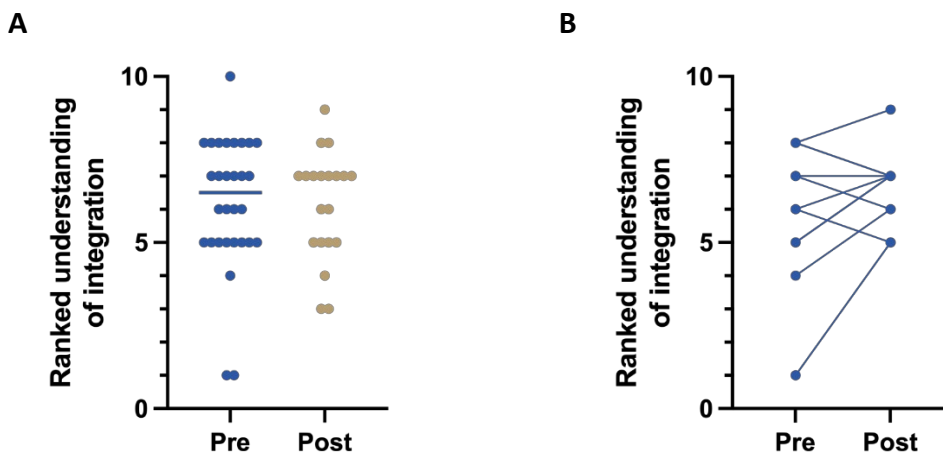 A
Ranked understanding
of integration
10
5
0
Pre Post
B
Ranked understanding
of integration
10
5
0
Pre Post